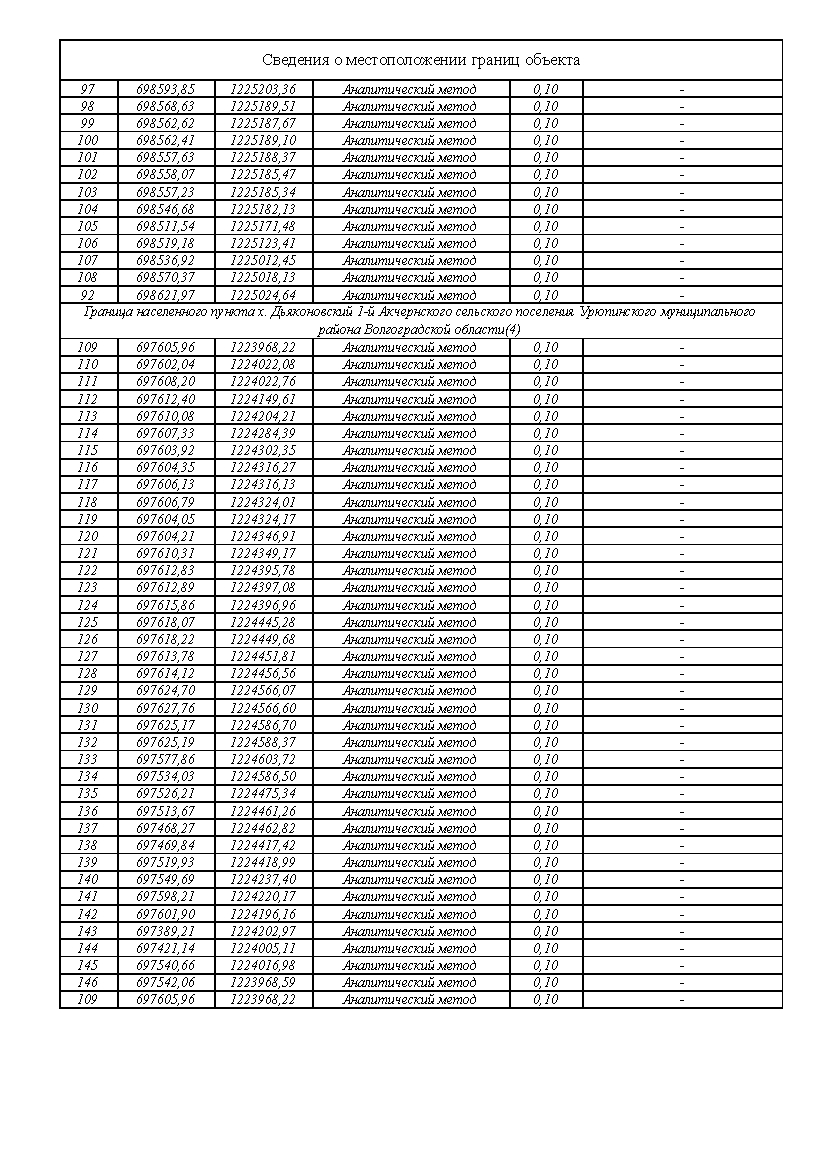 Сведения о местоположении границ объекта
97 698593,85 1225203,36 Аналитический метод 0,10 -
98 698568,63 1225189,51 Аналитический метод 0,10 -
99 698562,62 1225187,67 Аналитический метод 0,10 -
100 698562,41 1225189,10 Аналитический метод 0,10 -
101 698557,63 1225188,37 Аналитический метод 0,10 -
102 698558,07 1225185,47 Аналитический метод 0,10 -
103 698557,23 1225185,34 Аналитический метод 0,10 -
104 698546,68 1225182,13 Аналитический метод 0,10 -
105 698511,54 1225171,48 Аналитический метод 0,10 -
106 698519,18 1225123,41 Аналитический метод 0,10 -
107 698536,92 1225012,45 Аналитический метод 0,10 -
108 698570,37 1225018,13 Аналитический метод 0,10 -
92 698621,97 1225024,64 Аналитический метод 0,10 -
Граница населенного пункта х. Дьяконовский 1-й Акчернского сельского поселения Урюпинского муниципального
района Волгоградской области(4)
109 697605,96 1223968,22 Аналитический метод 0,10 -
110 697602,04 1224022,08 Аналитический метод 0,10 -
111 697608,20 1224022,76 Аналитический метод 0,10 -
112 697612,40 1224149,61 Аналитический метод 0,10 -
113 697610,08 1224204,21 Аналитический метод 0,10 -
114 697607,33 1224284,39 Аналитический метод 0,10 -
115 697603,92 1224302,35 Аналитический метод 0,10 -
116 697604,35 1224316,27 Аналитический метод 0,10 -
117 697606,13 1224316,13 Аналитический метод 0,10 -
118 697606,79 1224324,01 Аналитический метод 0,10 -
119 697604,05 1224324,17 Аналитический метод 0,10 -
120 697604,21 1224346,91 Аналитический метод 0,10 -
121 697610,31 1224349,17 Аналитический метод 0,10 -
122 697612,83 1224395,78 Аналитический метод 0,10 -
123 697612,89 1224397,08 Аналитический метод 0,10 -
124 697615,86 1224396,96 Аналитический метод 0,10 -
125 697618,07 1224445,28 Аналитический метод 0,10 -
126 697618,22 1224449,68 Аналитический метод 0,10 -
127 697613,78 1224451,81 Аналитический метод 0,10 -
128 697614,12 1224456,56 Аналитический метод 0,10 -
129 697624,70 1224566,07 Аналитический метод 0,10 -
130 697627,76 1224566,60 Аналитический метод 0,10 -
131 697625,17 1224586,70 Аналитический метод 0,10 -
132 697625,19 1224588,37 Аналитический метод 0,10 -
133 697577,86 1224603,72 Аналитический метод 0,10 -
134 697534,03 1224586,50 Аналитический метод 0,10 -
135 697526,21 1224475,34 Аналитический метод 0,10 -
136 697513,67 1224461,26 Аналитический метод 0,10 -
137 697468,27 1224462,82 Аналитический метод 0,10 -
138 697469,84 1224417,42 Аналитический метод 0,10 -
139 697519,93 1224418,99 Аналитический метод 0,10 -
140 697549,69 1224237,40 Аналитический метод 0,10 -
141 697598,21 1224220,17 Аналитический метод 0,10 -
142 697601,90 1224196,16 Аналитический метод 0,10 -
143 697389,21 1224202,97 Аналитический метод 0,10 -
144 697421,14 1224005,11 Аналитический метод 0,10 -
145 697540,66 1224016,98 Аналитический метод 0,10 -
146 697542,06 1223968,59 Аналитический метод 0,10 -
109 697605,96 1223968,22 Аналитический метод 0,10 -